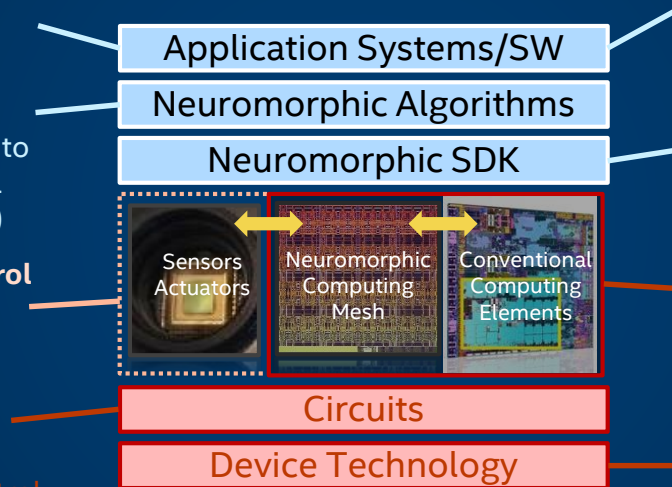 Application Systems/SW
Neuromorphic Algorithms
to
Neuromorphic SDK
)
rol
Sensors
Actuators
Neuromorphic
Computing
Mesh
Conventional
Computing
Elements
Circuits
Device Technology